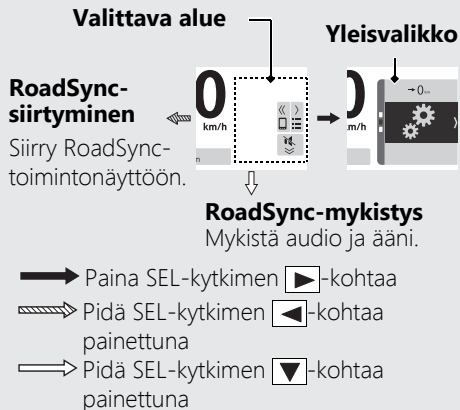 Valittava alue
Yleisvalikko
RoadSync-
siirtyminen
Siirry RoadSync-
toimintonäyttöön.
0
km/h
n
0
m/h
→0
RoadSync-mykistys
Mykistä audio ja ääni.
Paina SEL-kytkimen ▶-kohtaa
Pidä SEL-kytkimen ◀-kohtaa
painettuna
Pidä SEL-kytkimen ▼-kohtaa
painettuna